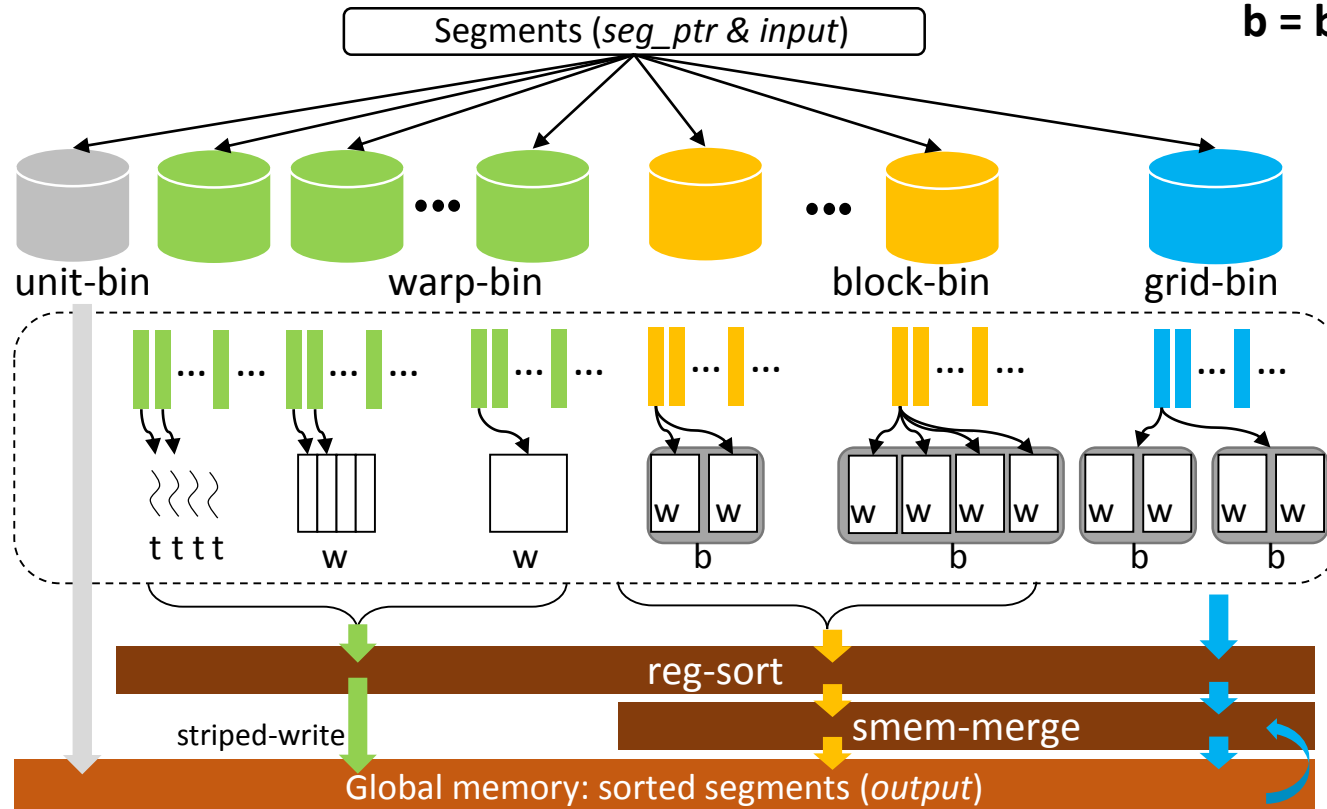 Segments (seg_ptr & input)
b = b
unit-bin
warp-bin
block-bin
grid-bin
... ... ... ... ... ... ... ... ... ... ... ...
w w w w w w w w w w
t t t t
w
w
b
b
b
b
reg-sort
striped-write
smem-merge
Global memory: sorted segments (output)